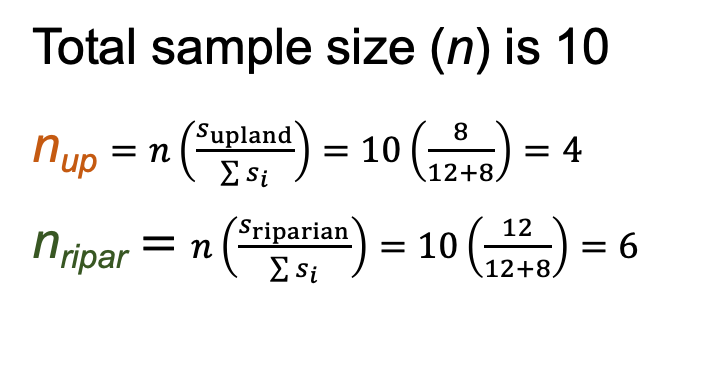 Total sample size (n) is 10
n_up = n (s_upland / ∑ s_i) = 10 (8 / 12+8) = 4
n_ripar = n (s_riparian / ∑ s_i) = 10 (12 / 12+8) = 6